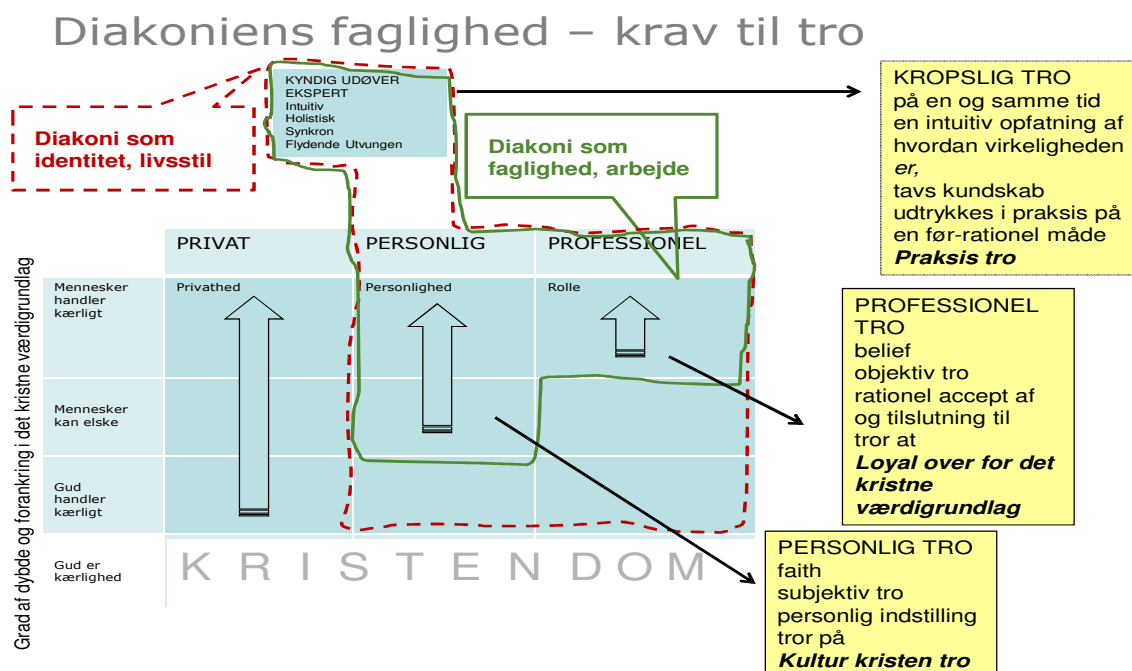 Diakoniens faglighed – krav til tro
KYNDIG UDØVER
EKSPERT
Intuitiv
Holistisk
Synkron
Flydende Utvungen
Diakoni som
identitet, livsstil
Diakoni som
faglighed, arbejde
KROPSLIG TRO
på en og samme tid
en intuitiv opfatning af
hvordan virkeligheden
er,
tavs kundskab
udtrykkes i praksis på
en før-rationel måde
Praksis tro
PRIVAT
PERSONLIG
PROFESSIONEL
Grad af dybde og forankring i det kristne værdigrundlag
Mennesker
handler
kærligt
Privathed
Personlighed
Rolle
Mennesker
kan elske
Gud
handler
kærligt
Gud er
kærlighed
KRISTENDOM
PROFESSIONEL
TRO
belief
objektiv tro
rationel accept af
og tilslutning til
tror at
Loyal over for det
kristne
værdigrundlag
PERSONLIG TRO
faith
subjektiv tro
personlig indstilling
tror på
Kultur kristen tro